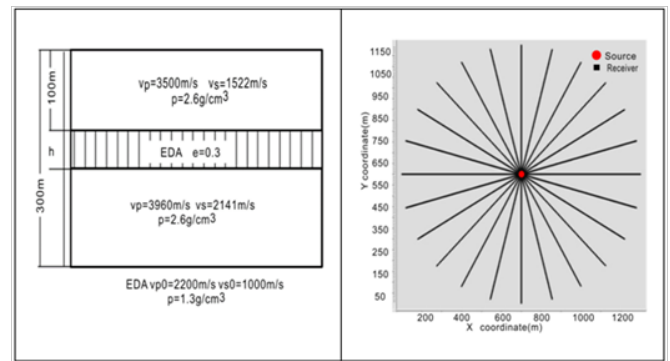 100m
h
300m
vp=3500m/s vs=1522m/s
p=2.6g/cm3
EDA e=0.3
vp=3960m/s vs=2141m/s
p=2.6g/cm3
EDA vp0=2200m/s vs0=1000m/s
p=1.3g/cm3
Y coordinate(m)
1150
1050
950
850
750
650
550
450
350
250
150
50
Source
Receiver
200 400 600 800 1000 1200
X coordinate(m)